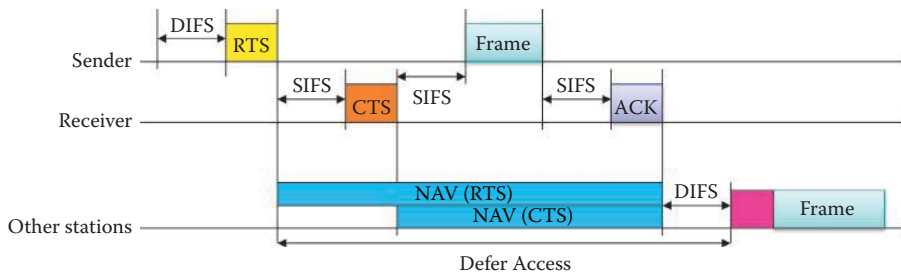 DIFS
RTS
Frame
Sender
SIFS
CTS
SIFS
SIFS
ACK
Receiver
NAV (RTS)
DIFS
NAV (CTS)
Frame
Other stations
Defer Access